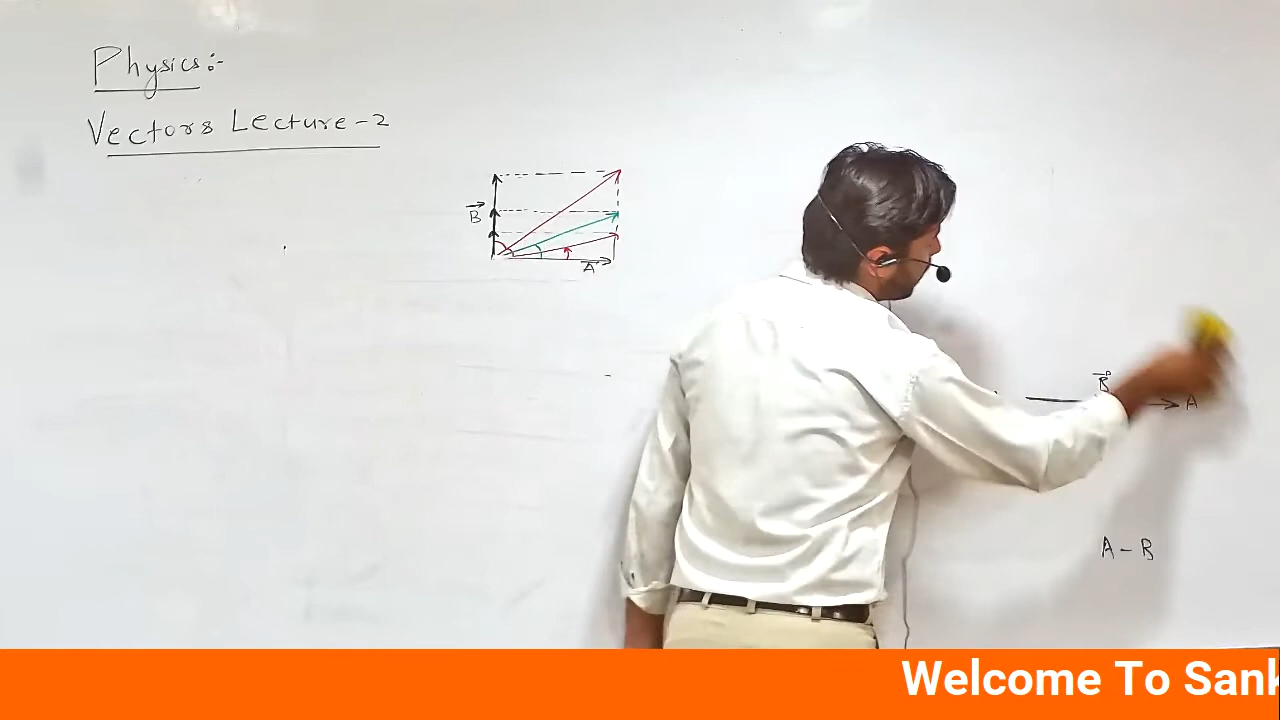 Physics:-
Vectors Lecture-2
B
A
B
A
A - B
Welcome To Sank